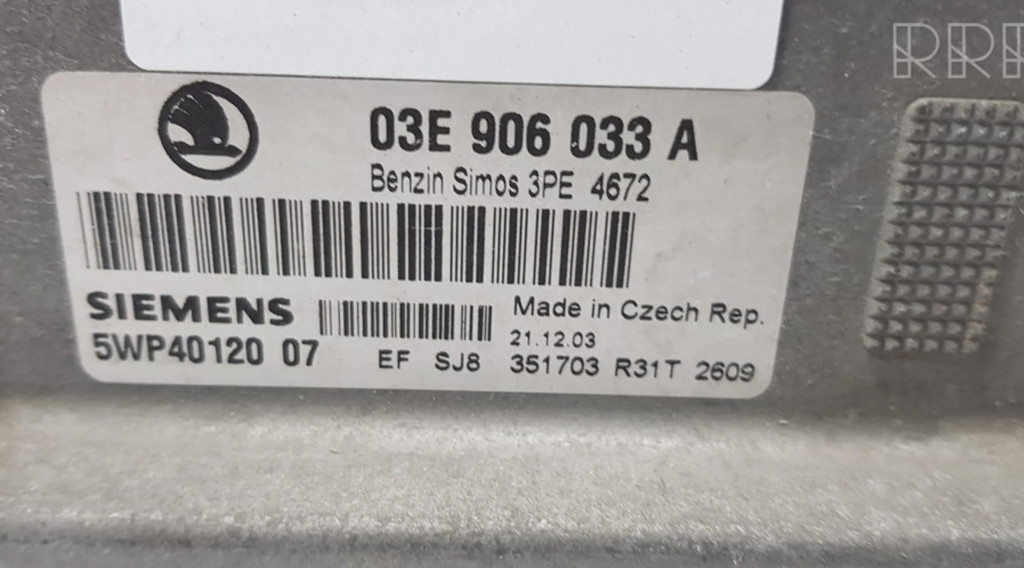 RR
03E 906 033 A
Benzin Simos 3PE 4672
SIEMENS
Made in Czech Rep.
21.12.03
5WP40120 07
EF SJ8 351703 R31T 2609